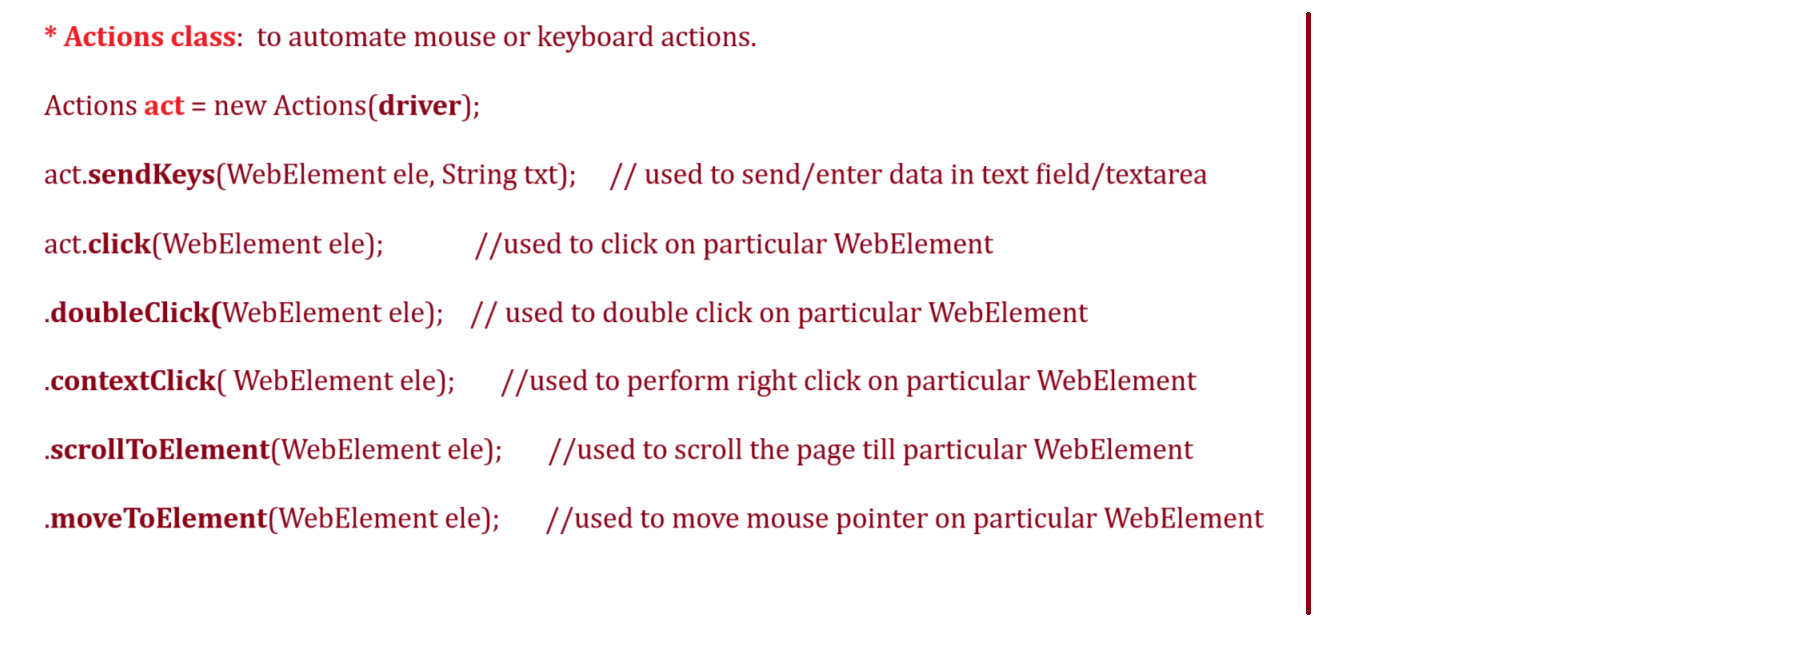 * Actions class:  to automate mouse or keyboard actions.
Actions act = new Actions(driver);
act.sendKeys(WebElement ele, String txt);    // used to send/enter data in text field/textarea
act.click(WebElement ele);            //used to click on particular WebElement
.doubleClick(WebElement ele);    // used to double click on particular WebElement
.contextClick( WebElement ele);      //used to perform right click on particular WebElement
.scrollToElement(WebElement ele);      //used to scroll the page till particular WebElement
.moveToElement(WebElement ele);      //used to move mouse pointer on particular WebElement